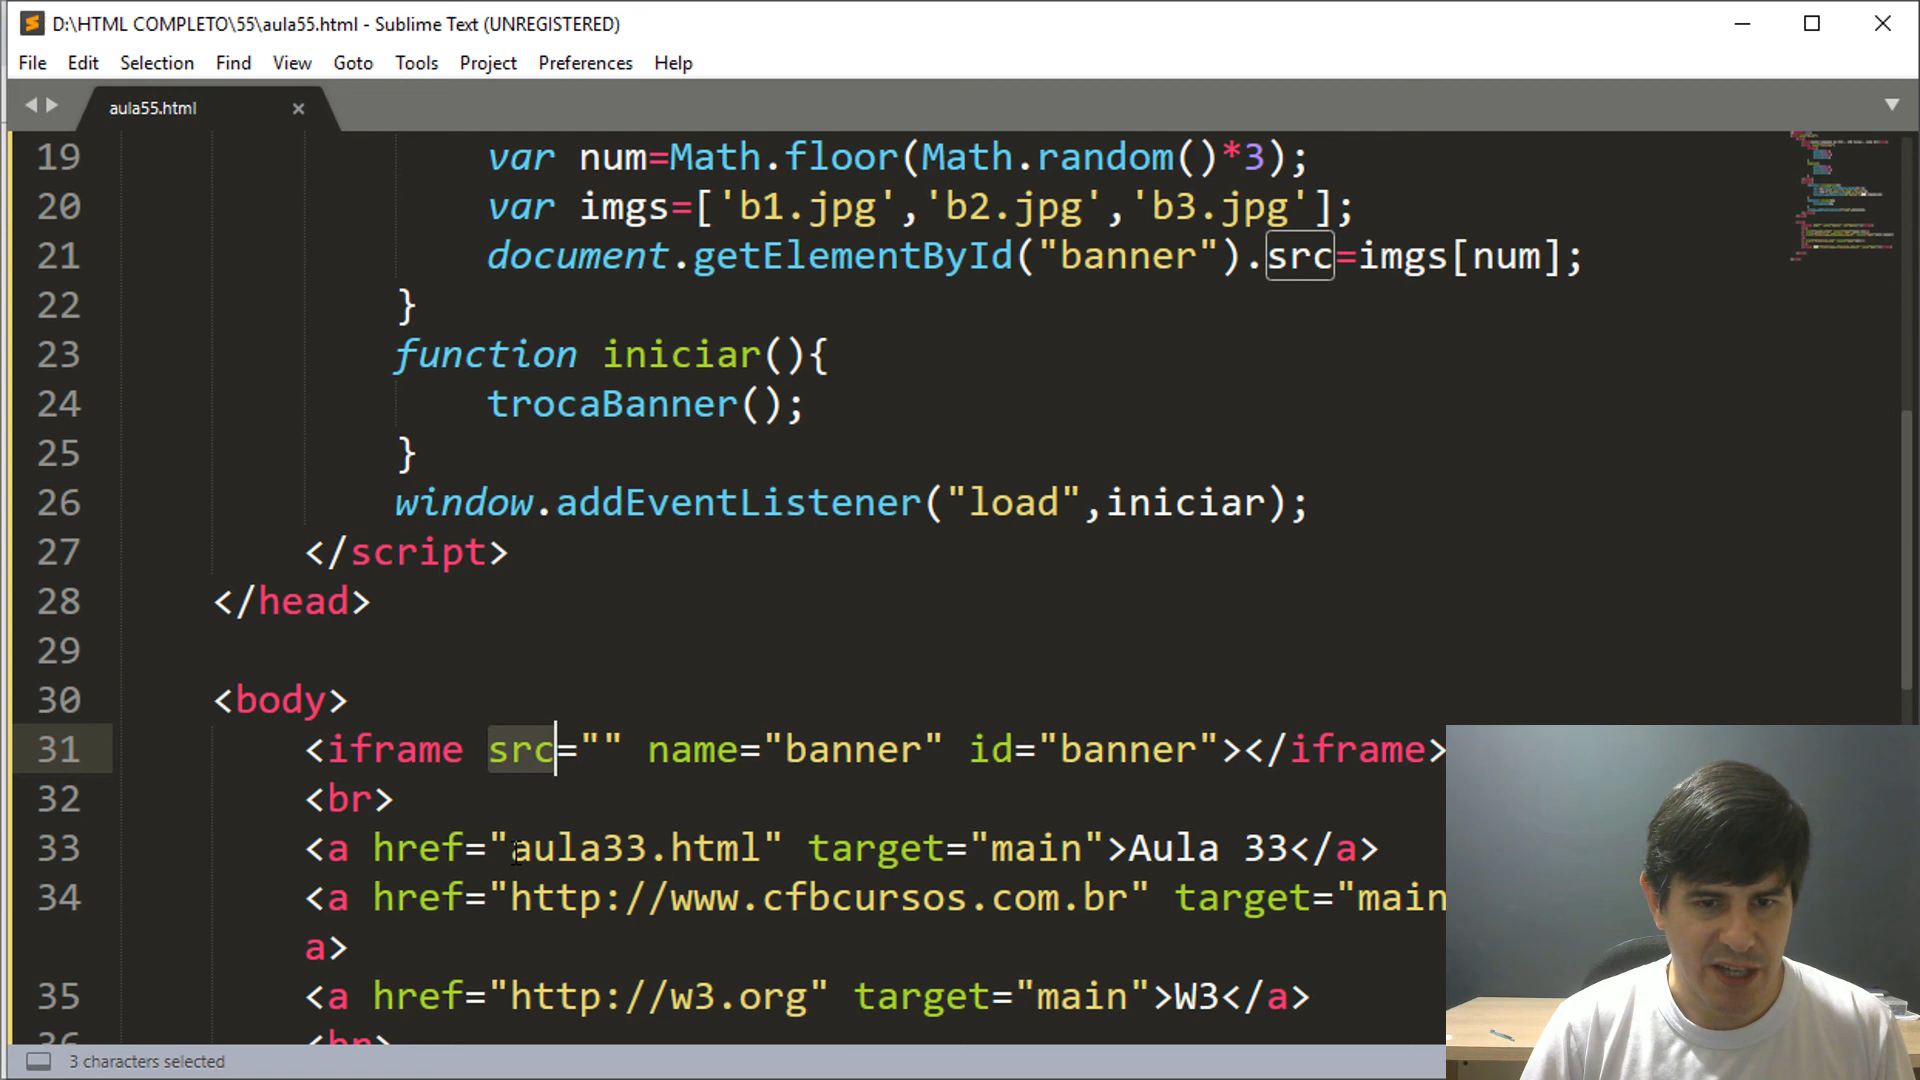 D:\HTML COMPLETO\55\aula55.html - Sublime Text (UNREGISTERED)
File Edit Selection Find View Goto Tools Project Preferences Help
aula55.html
19 var num=Math.floor(Math.random()*3);
20 var imgs=['b1.jpg','b2.jpg','b3.jpg'];
21 document.getElementById("banner").src=imgs[num];
22 }
23 function iniciar(){
24 trocaBanner();
25 }
26 window.addEventListener("load",iniciar);
27 </script>
28 </head>
29
30 <body>
31 <iframe src="" name="banner" id="banner"></iframe>
32 <br>
33 <a href="aula33.html" target="main">Aula 33</a>
34 <a href="http://www.cfbcursos.com.br" target="main
a>
35 <a href="http://w3.org" target="main">W3</a>
36 <br>
3 characters selected